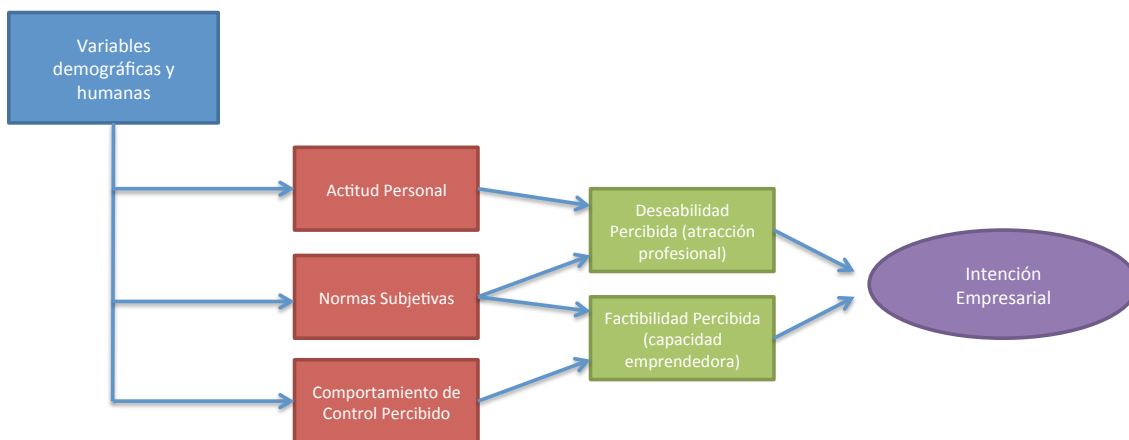 Variables
demográficas y
humanas
Actitud Personal
Normas Subjetivas
Comportamiento de
Control Percibido
Deseabilidad
Percibida (atracción
profesional)
Factibilidad Percibida
(capacidad
emprendedora)
Intención
Empresarial